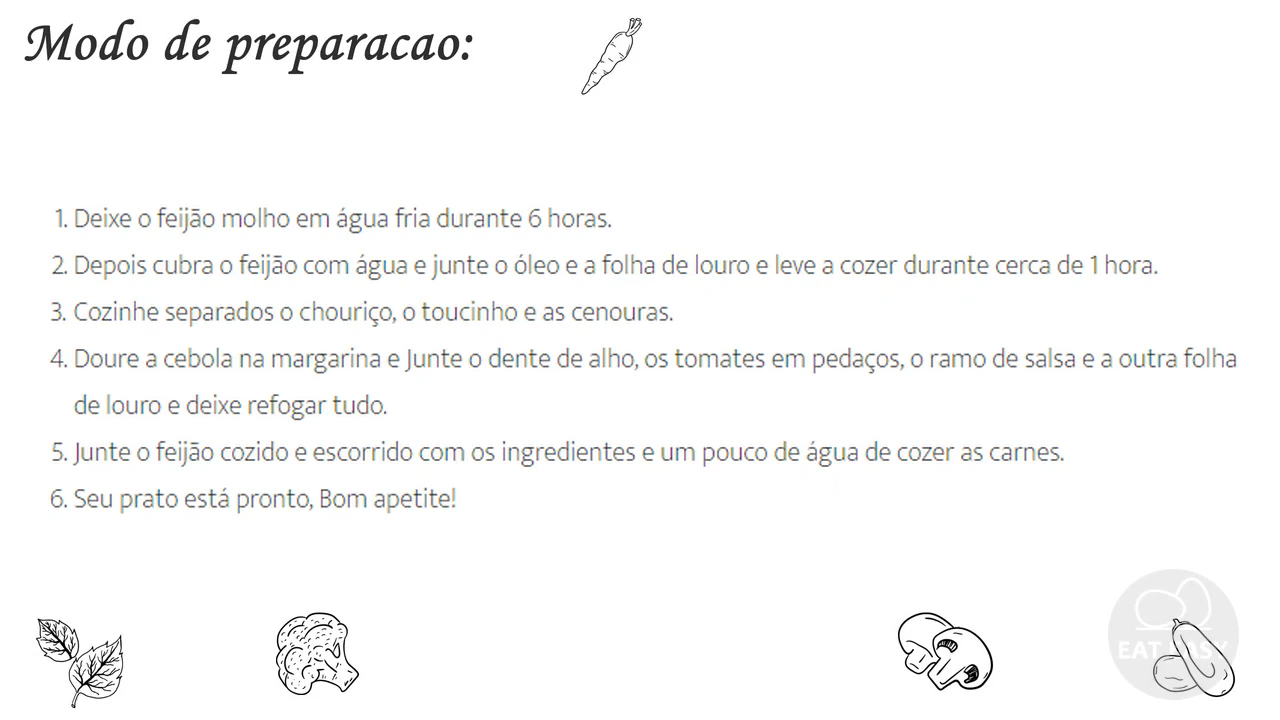 Modo de preparacao:
1. Deixe o feijão molho em água fria durante 6 horas.
2. Depois cubra o feijão com água e junte o óleo e a folha de louro e leve a cozer durante cerca de 1 hora.
3. Cozinhe separados o chouriço, o toucinho e as cenouras.
4. Doure a cebola na margarina e Junte o dente de alho, os tomates em pedaços, o ramo de salsa e a outra folha
de louro e deixe refogar tudo.
5. Junte o feijão cozido e escorrido com os ingredientes e um pouco de água de cozer as carnes.
6. Seu prato está pronto, Bom apetite!
EAT EASY